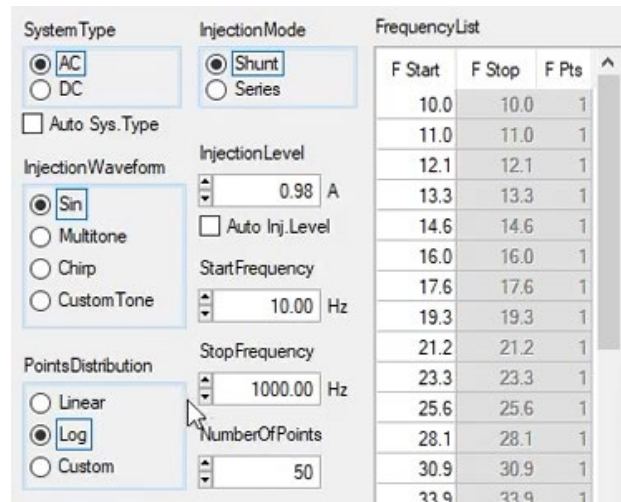 SystemType
AC
DC
Auto Sys.Type
InjectionWaveform
Sin
Multitone
Chirp
CustomTone
PointsDistribution
Linear
Log
Custom
InjectionMode
Shunt
Series
InjectionLevel
0.98 A
Auto Inj.Level
StartFrequency
10.00 Hz
StopFrequency
1000.00 Hz
NumberOfPoints
50
FrequencyList
F Start F Stop F Pts
10.0 10.0 1
11.0 11.0 1
12.1 12.1 1
13.3 13.3 1
14.6 14.6 1
16.0 16.0 1
17.6 17.6 1
19.3 19.3 1
21.2 21.2 1
23.3 23.3 1
25.6 25.6 1
28.1 28.1 1
30.9 30.9 1
33.9 33.9 1